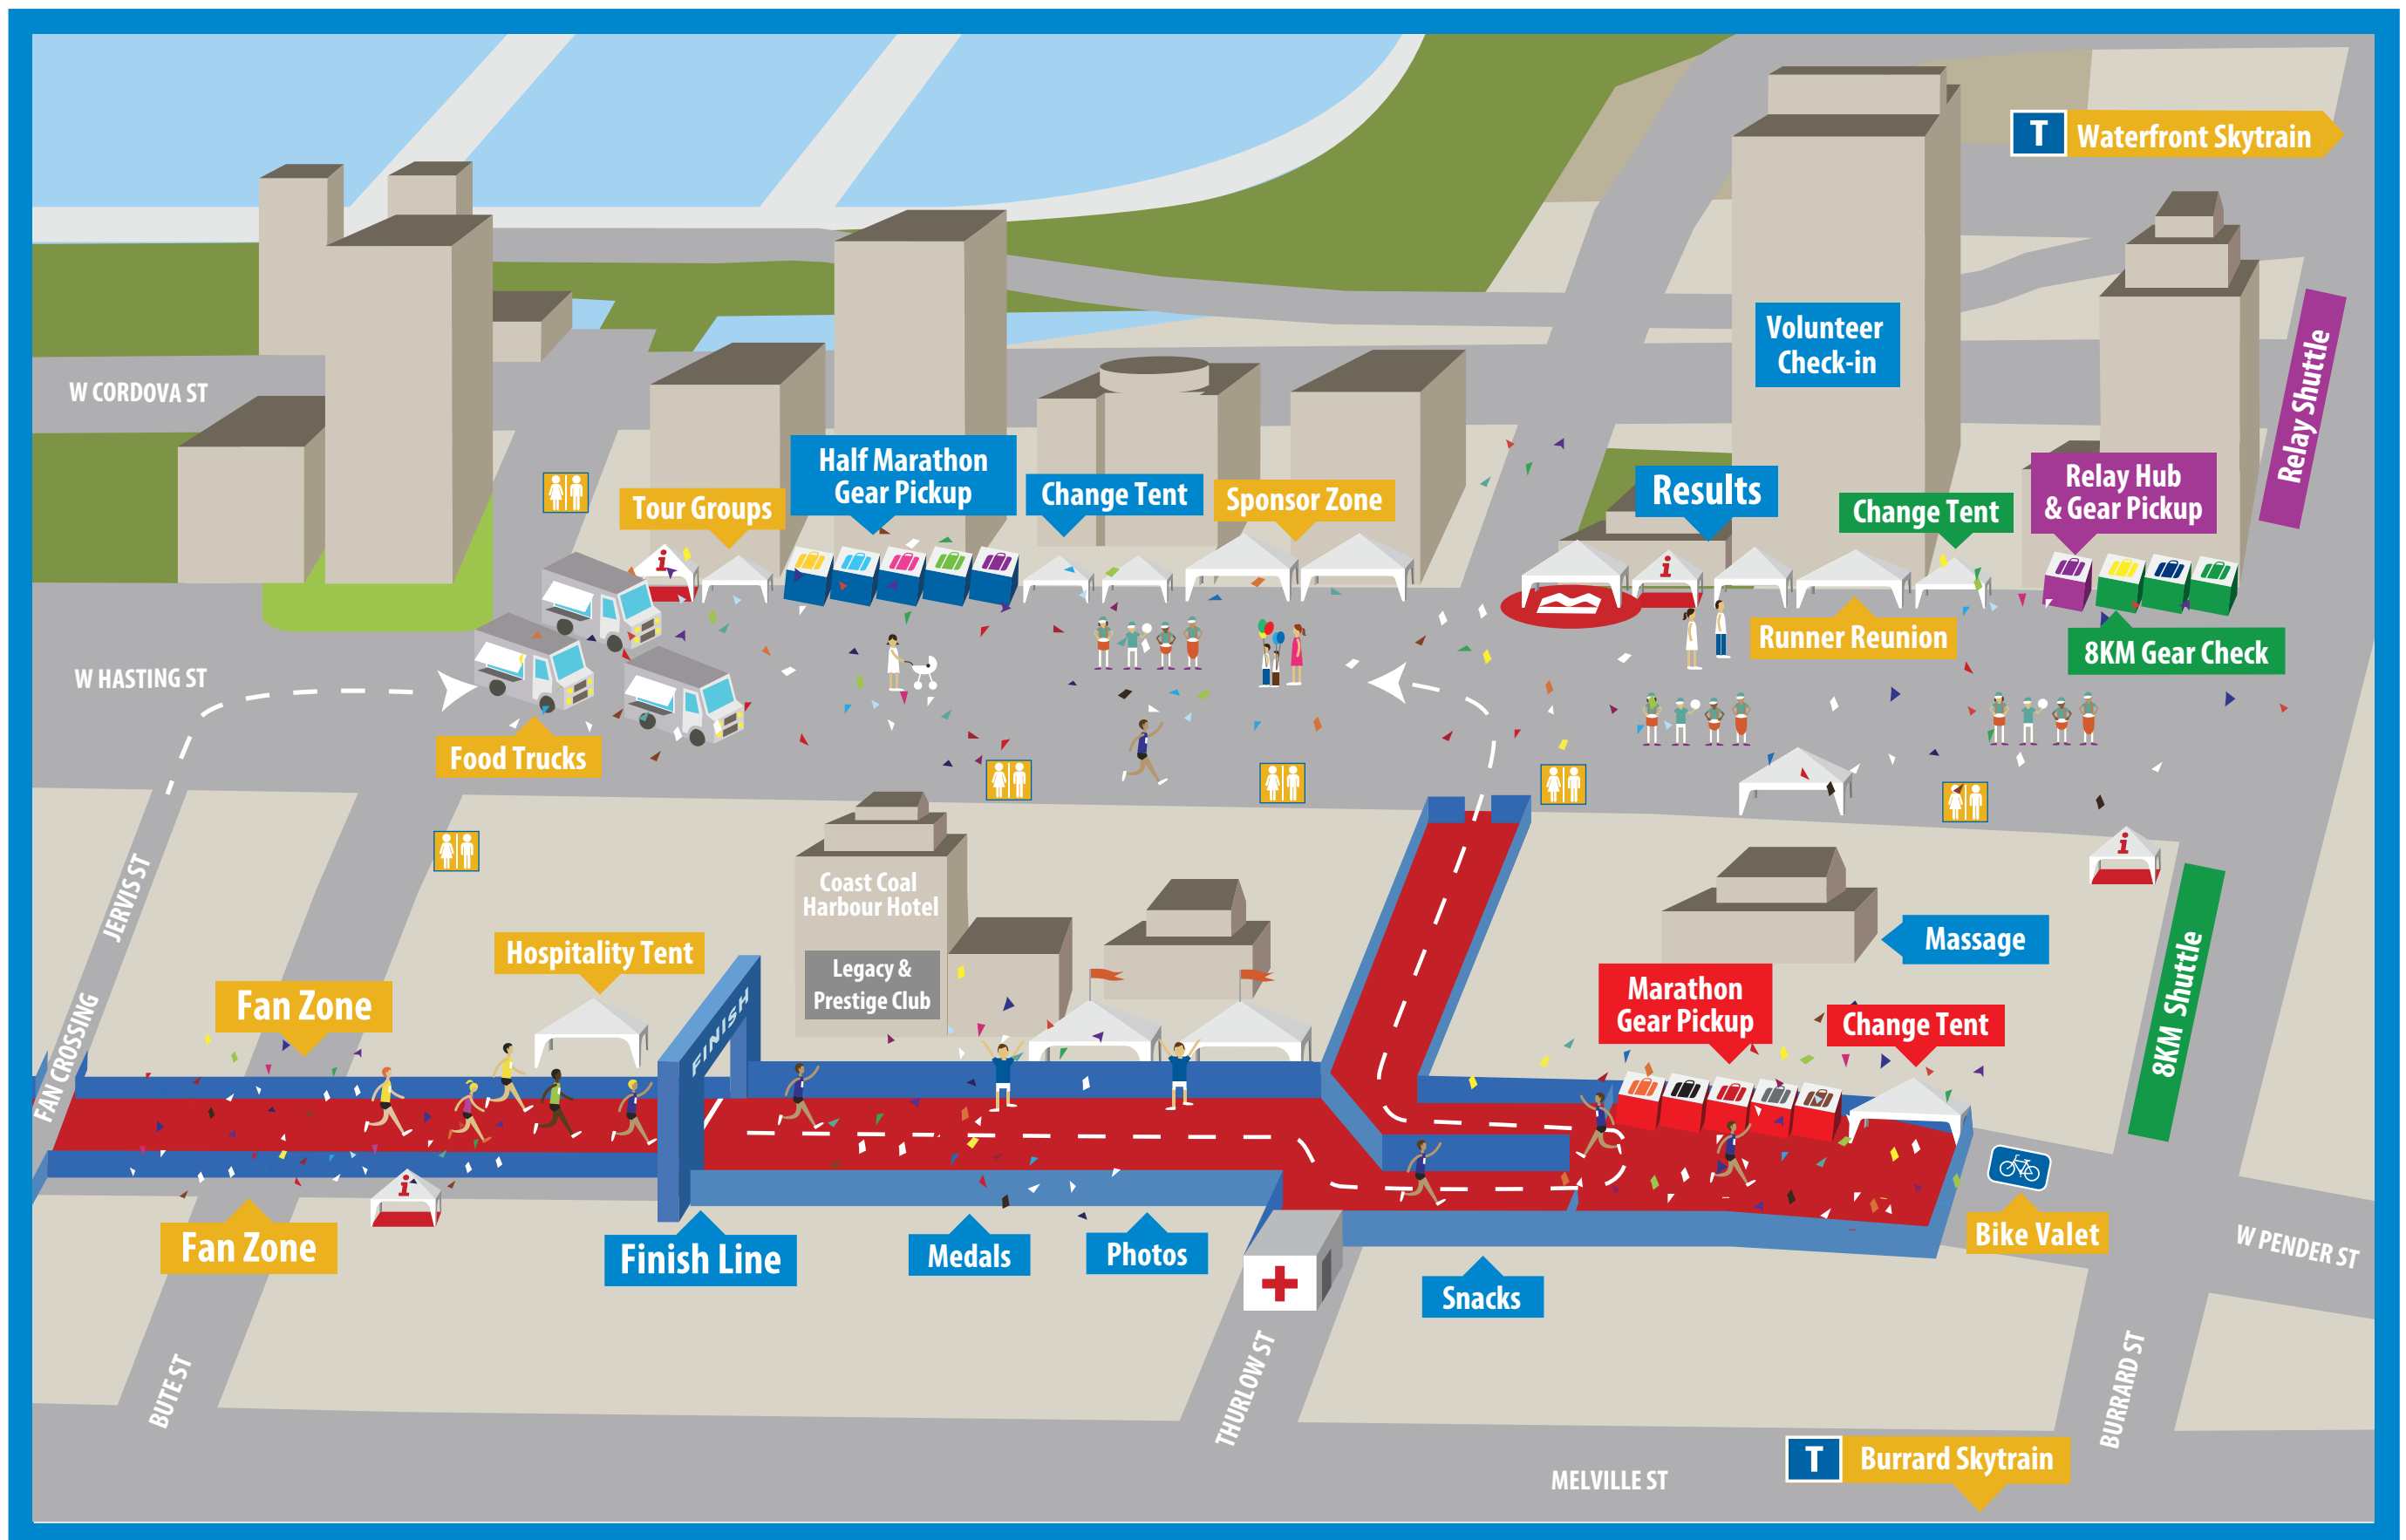 T
Waterfront Skytrain
Volunteer
Check-in
Relay Shuttle
W CORDOVA ST
Half Marathon
Gear Pickup
Tour Groups
Change Tent
Sponsor Zone
Results
Change Tent
Relay Hub
& Gear Pickup
i
i
Runner Reunion
8KM Gear Check
W HASTING ST
Food Trucks
JERVIS ST
FAN CROSSING
Coast Coal
Harbour Hotel
Legacy &
Prestige Club
Hospitality Tent
Fan Zone
FINISH
i
Massage
8KM Shuttle
Marathon
Gear Pickup
Change Tent
i
Fan Zone
Finish Line
Medals
Photos
Snacks
Bike Valet
W PENDER ST
BUTE ST
THURLOW ST
BURRARD ST
T
Burrard Skytrain
MELVILLE ST